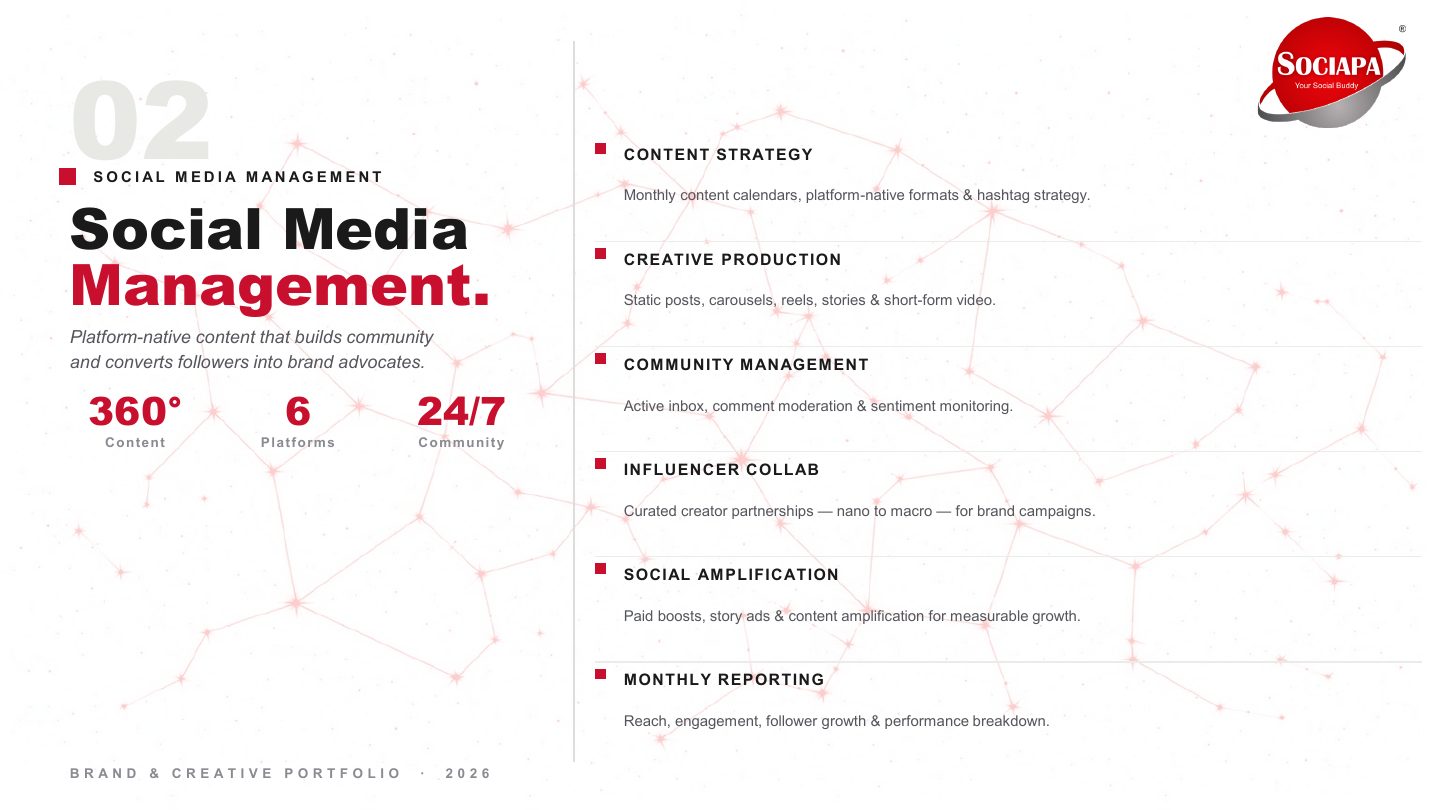 02
SOCIAL MEDIA MANAGEMENT
Social Media
Management.
Platform-native content that builds community
and converts followers into brand advocates.
360° 6 24/7
Content Platforms Community
BRAND & CREATIVE PORTFOLIO · 2026
SOCIAPA ®
Your Social Buddy
CONTENT STRATEGY
Monthly content calendars, platform-native formats & hashtag strategy.
CREATIVE PRODUCTION
Static posts, carousels, reels, stories & short-form video.
COMMUNITY MANAGEMENT
Active inbox, comment moderation & sentiment monitoring.
INFLUENCER COLLAB
Curated creator partnerships — nano to macro — for brand campaigns.
SOCIAL AMPLIFICATION
Paid boosts, story ads & content amplification for measurable growth.
MONTHLY REPORTING
Reach, engagement, follower growth & performance breakdown.